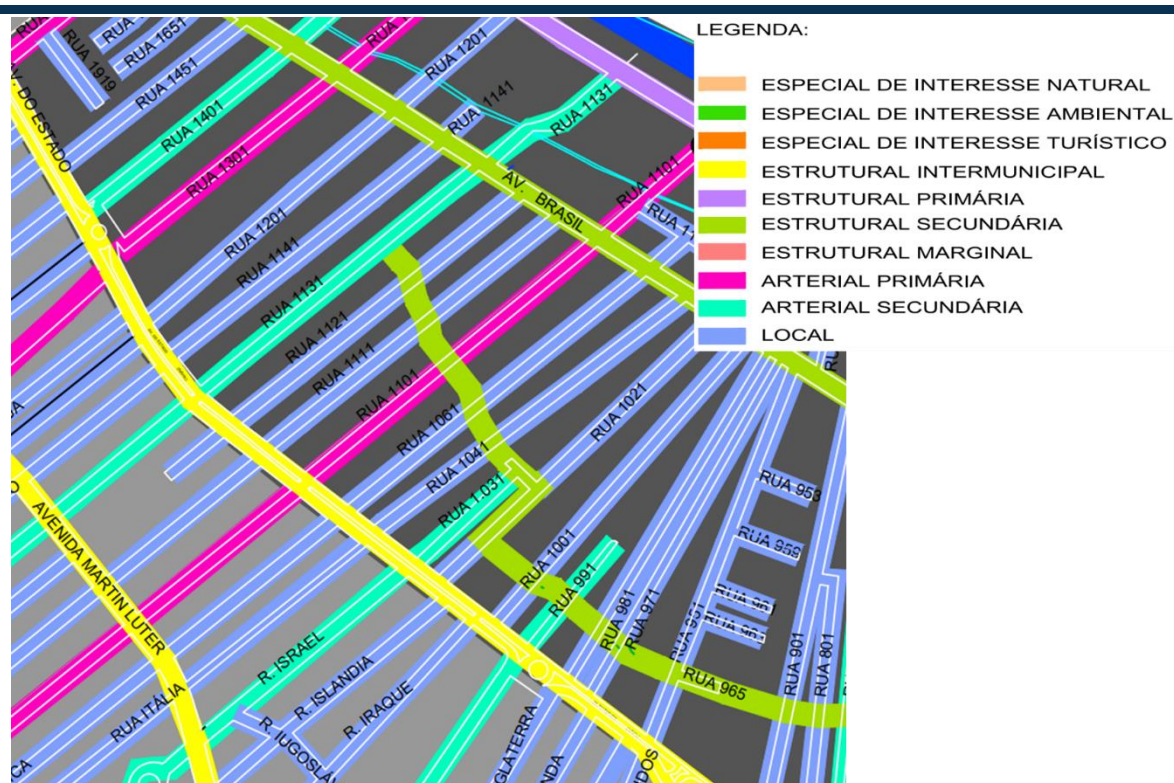 RUA 1919
RUA 1651
RUA 1451
RUA 1401
RUA 1301
RUA 1201
RUA 1141
RUA 1131
AV. DO ESTADO
RUA 1201
RUA 1141
RUA 1131
RUA 1121
RUA 1111
RUA 1101
RUA 1101
AV. BRASIL
RUA 1061
RUA 1041
RUA 1.031
RUA 1021
RUA 1001
RUA 991
RUA 981
RUA 971
RUA 951
RUA 953
RUA 959
RUA 961
RUA 965
RUA 901
RUA 801
AVENIDA MARTIN LUTER
RUA ITÁLIA
R. ISRAEL
R. ISLANDIA
R. IRAQUE
LEGENDA:
ESPECIAL DE INTERESSE NATURAL
ESPECIAL DE INTERESSE AMBIENTAL
ESPECIAL DE INTERESSE TURÍSTICO
ESTRUTURAL INTERMUNICIPAL
ESTRUTURAL PRIMÁRIA
ESTRUTURAL SECUNDÁRIA
ESTRUTURAL MARGINAL
ARTERIAL PRIMÁRIA
ARTERIAL SECUNDÁRIA
LOCAL